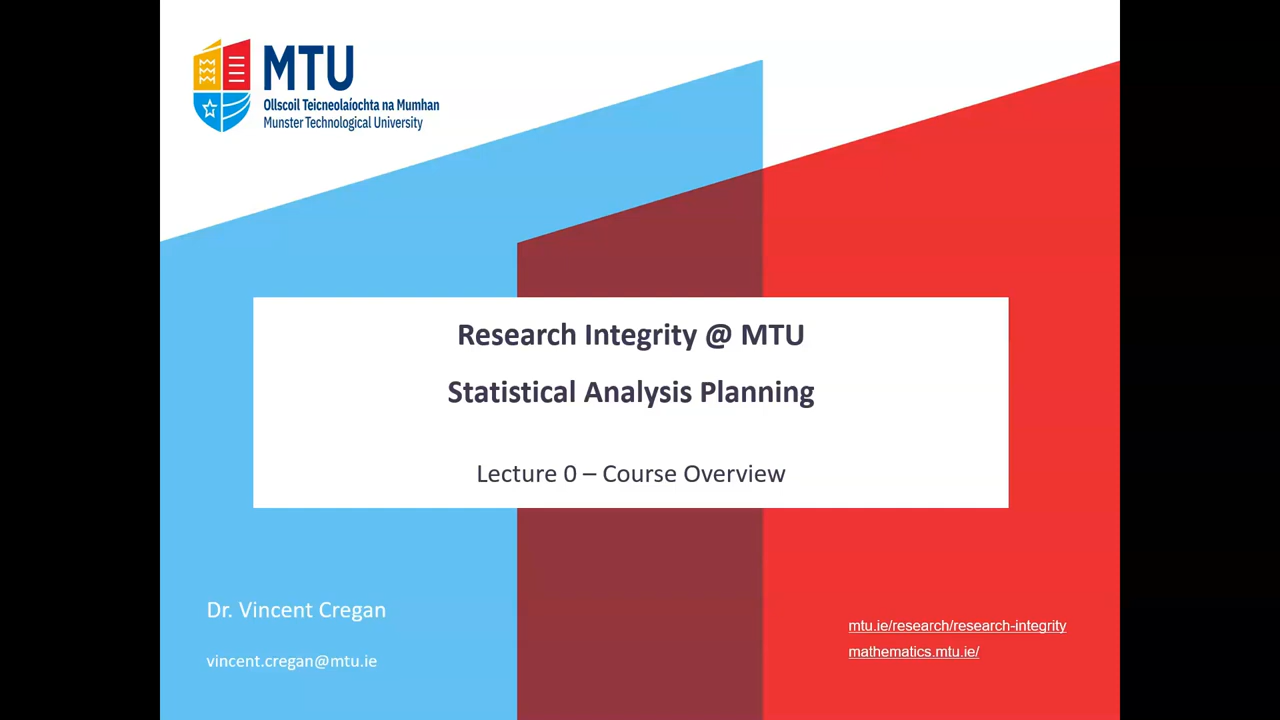 MTU
Ollscoil Teicneolaíochta na Mumhan
Munster Technological University
Research Integrity @ MTU
Statistical Analysis Planning
Lecture 0 – Course Overview
Dr. Vincent Cregan
vincent.cregan@mtu.ie
mtu.ie/research/research-integrity
mathematics.mtu.ie/